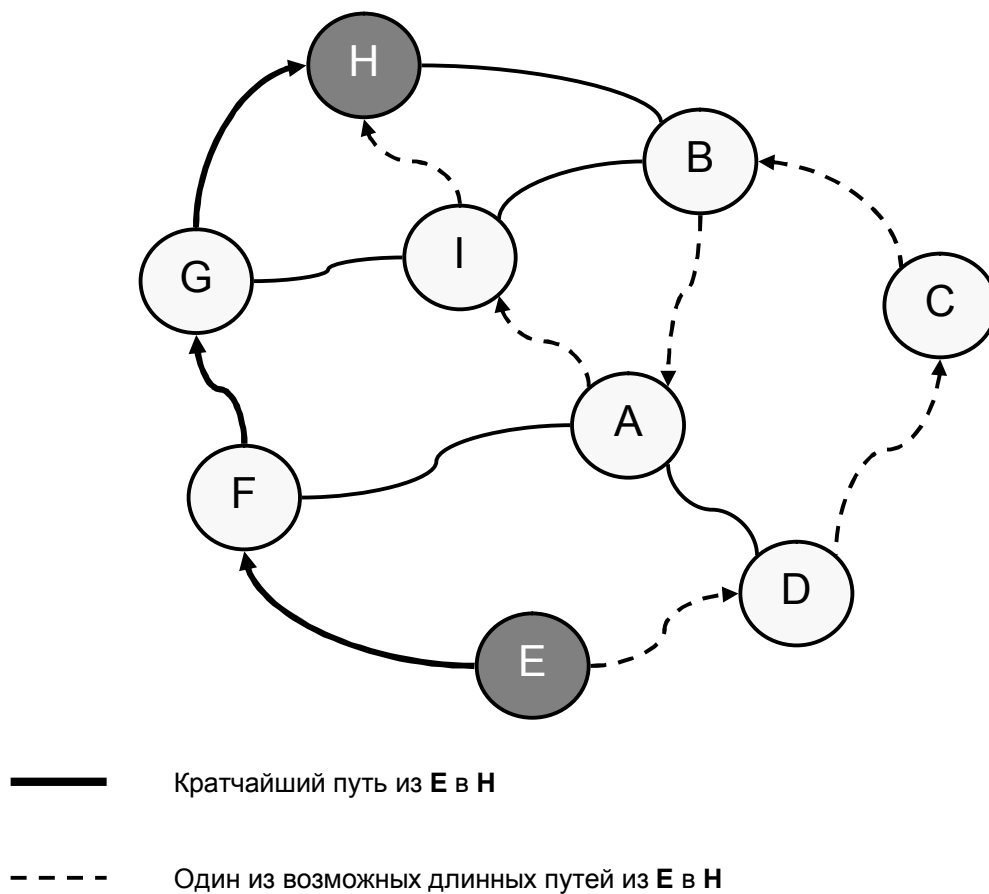 H
B
I
G
C
A
F
D
E
Кратчайший путь из E в H
Один из возможных длинных путей из E в H